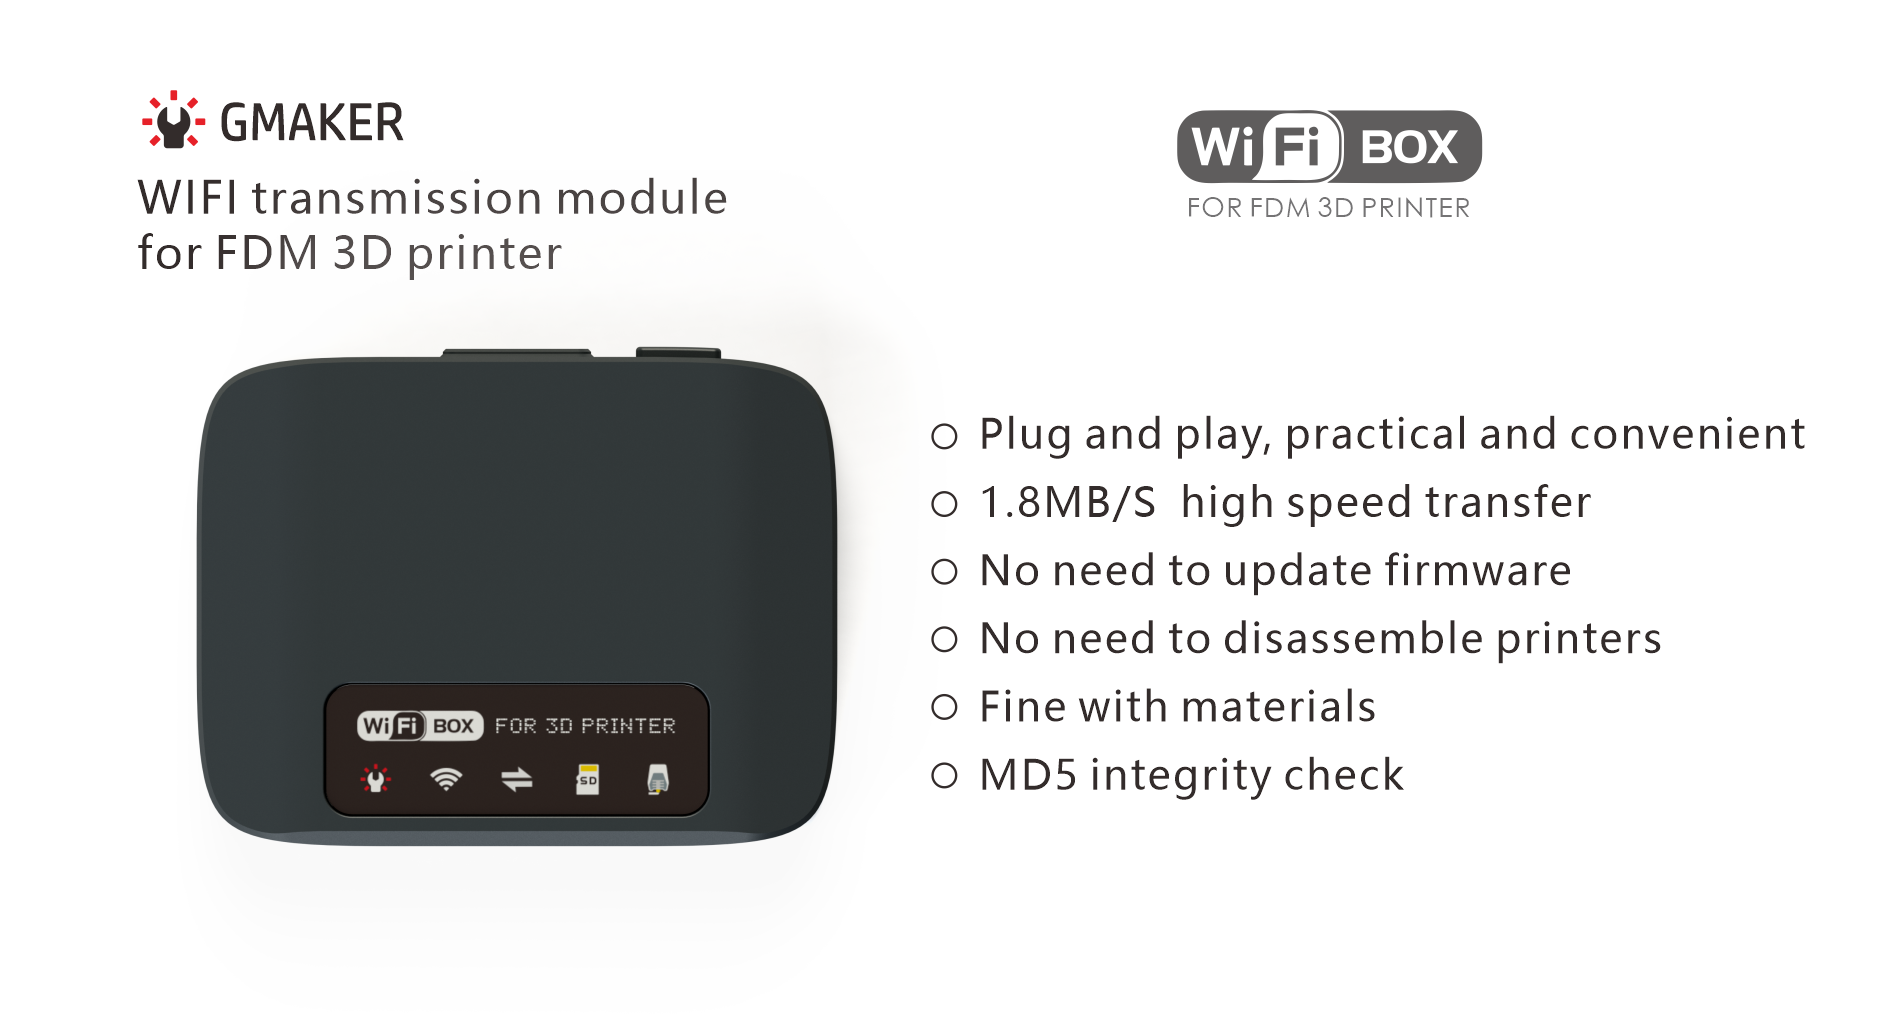 GMAKER
WIFI transmission module
for FDM 3D printer
WiFi BOX
FOR FDM 3D PRINTER
Plug and play, practical and convenient
1.8MB/S high speed transfer
No need to update firmware
No need to disassemble printers
Fine with materials
MD5 integrity check
WiFi BOX FOR 3D PRINTER
SD